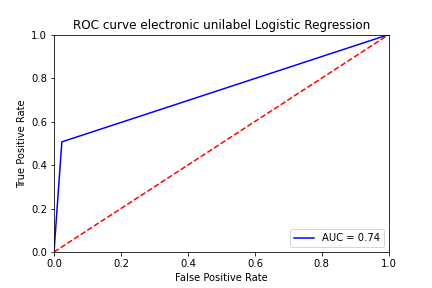 ROC curve electronic unilabel Logistic Regression
1.0
0.8
0.6
0.4
0.2
0.0
True Positive Rate
AUC = 0.74
0.0 0.2 0.4 0.6 0.8 1.0
False Positive Rate